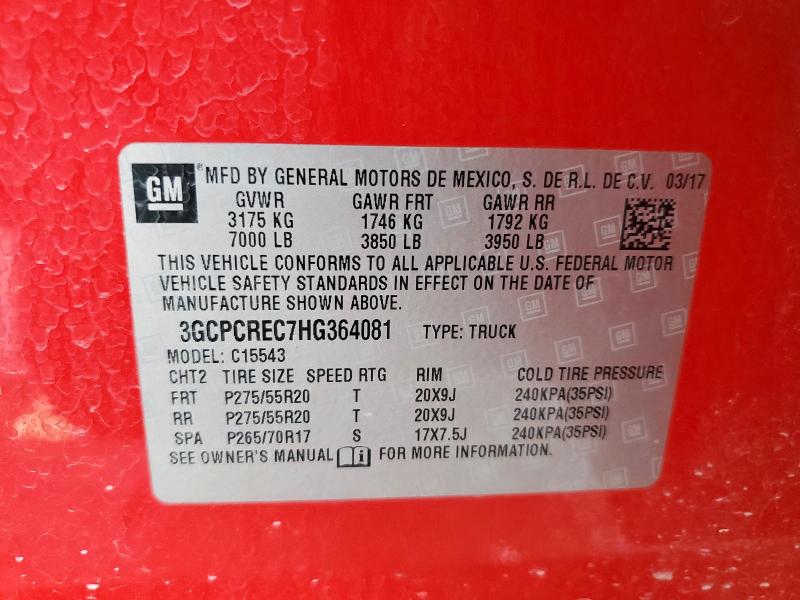 GM ® MFD BY GENERAL MOTORS DE MEXICO, S. DE R.L. DE C.V. 03/17
GVWR GAWR FRT GAWR RR
3175 KG 1746 KG 1792 KG
7000 LB 3850 LB 3950 LB
THIS VEHICLE CONFORMS TO ALL APPLICABLE U.S. FEDERAL MOTOR
VEHICLE SAFETY STANDARDS IN EFFECT ON THE DATE OF
MANUFACTURE SHOWN ABOVE.
3GCPCREC7HG364081 TYPE: TRUCK
MODEL: C15543
CHT2 TIRE SIZE SPEED RTG RIM COLD TIRE PRESSURE
FRT P275/55R20 T 20X9J 240KPA(35PSI)
RR P275/55R20 T 20X9J 240KPA(35PSI)
SPA P265/70R17 S 17X7.5J 240KPA(35PSI)
SEE OWNER'S MANUAL FOR MORE INFORMATION.